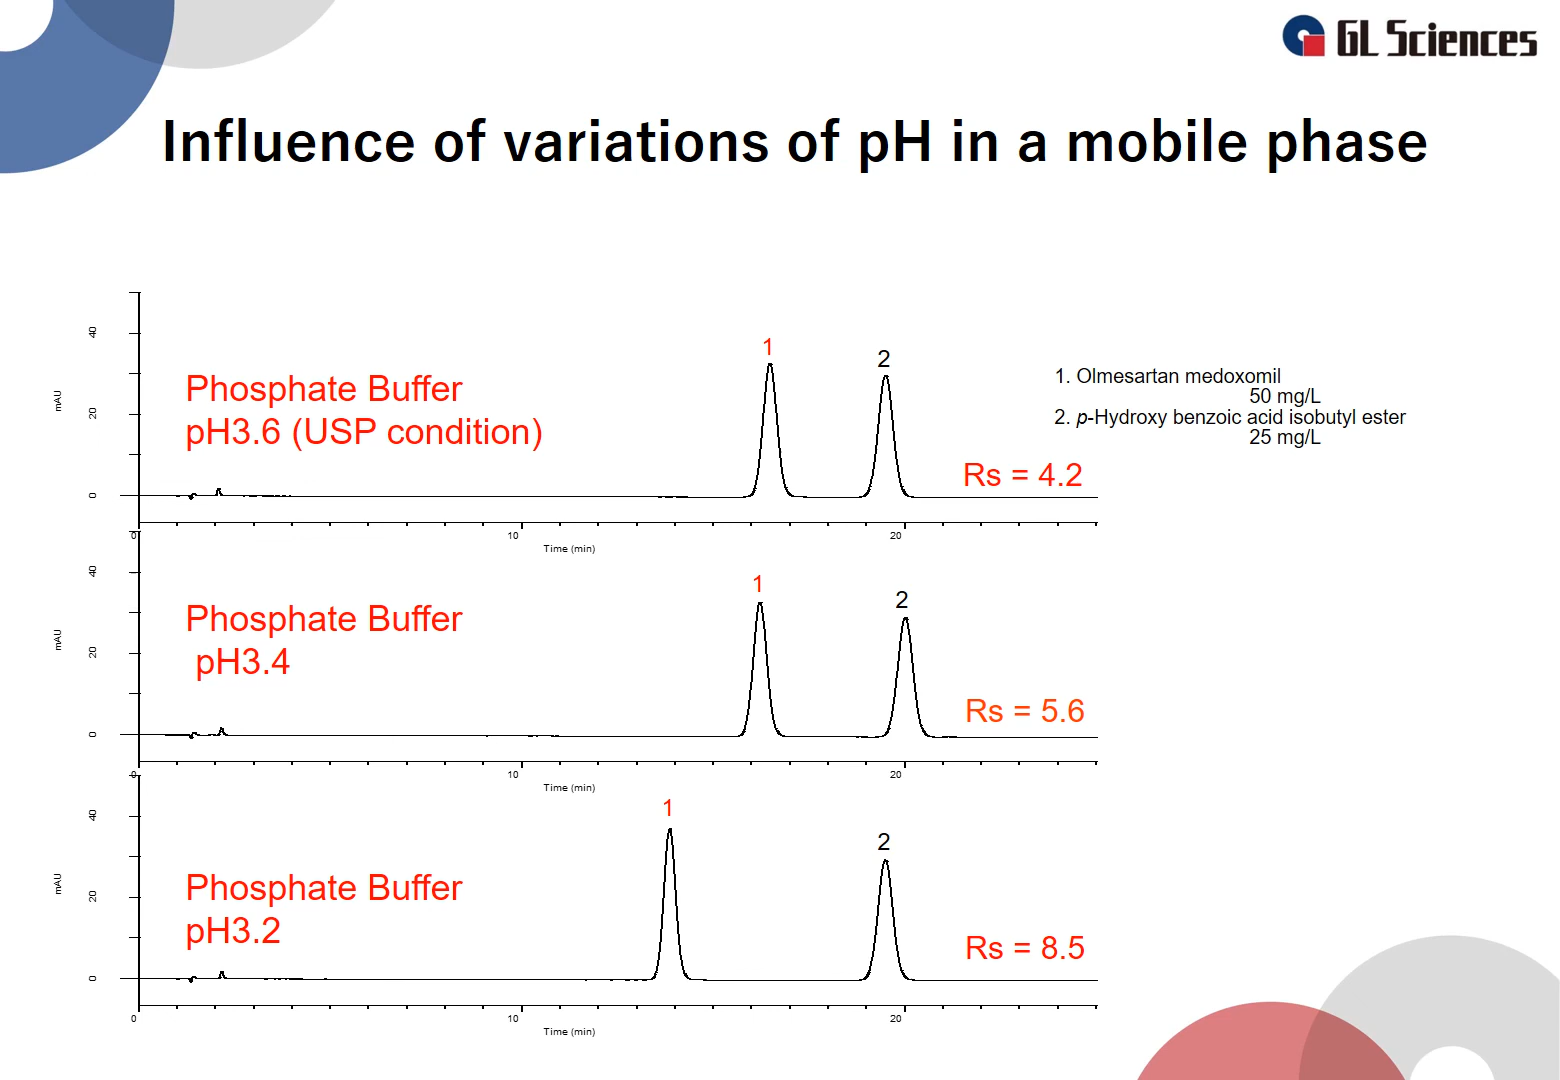 GL Sciences
Influence of variations of pH in a mobile phase
40
20
0
mAU
Phosphate Buffer
pH3.6 (USP condition)
1
2
Rs = 4.2
1. Olmesartan medoxomil
50 mg/L
2. p-Hydroxy benzoic acid isobutyl ester
25 mg/L
0
10
20
Time (min)
40
20
0
mAU
Phosphate Buffer
pH3.4
1
2
Rs = 5.6
0
10
20
Time (min)
40
20
0
mAU
Phosphate Buffer
pH3.2
1
2
Rs = 8.5
0
10
20
Time (min)